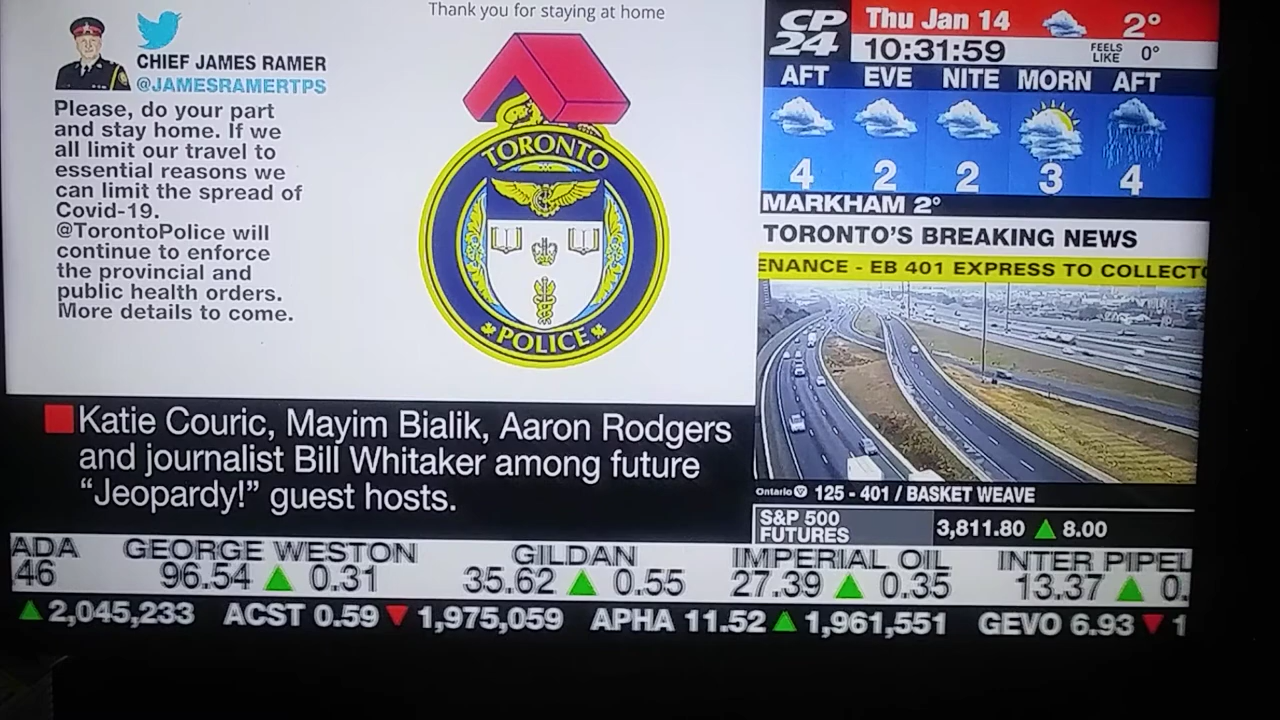 Thank you for staying at home
CHIEF JAMES RAMER
@JAMESRAMERTPS
Please, do your part
and stay home. If we
all limit our travel to
essential reasons we
can limit the spread of
Covid-19.
@TorontoPolice will
continue to enforce
the provincial and
public health orders.
More details to come.
TORONTO
POLICE
CP
24
Thu Jan 14
2°
10:31:59
FEELS
LIKE 0°
AFT EVE NITE MORN AFT
4 2 2 3 4
MARKHAM 2°
TORONTO'S BREAKING NEWS
ENANCE - EB 401 EXPRESS TO COLLECTO
Ontario 125 - 401 / BASKET WEAVE
S&P 500
FUTURES
3,811.80 ▲ 8.00
Katie Couric, Mayim Bialik, Aaron Rodgers
and journalist Bill Whitaker among future
“Jeopardy!” guest hosts.
ADA GEORGE WESTON GILDAN IMPERIAL OIL INTER PIPEL
46 96.54 ▲ 0.31 35.62 ▲ 0.55 27.39 ▲ 0.35 13.37 ▲ 0.
▲ 2,045,233 ACST 0.59 ▼ 1,975,059 APHA 11.52 ▲ 1,961,551 GEVO 6.93 ▼ 1